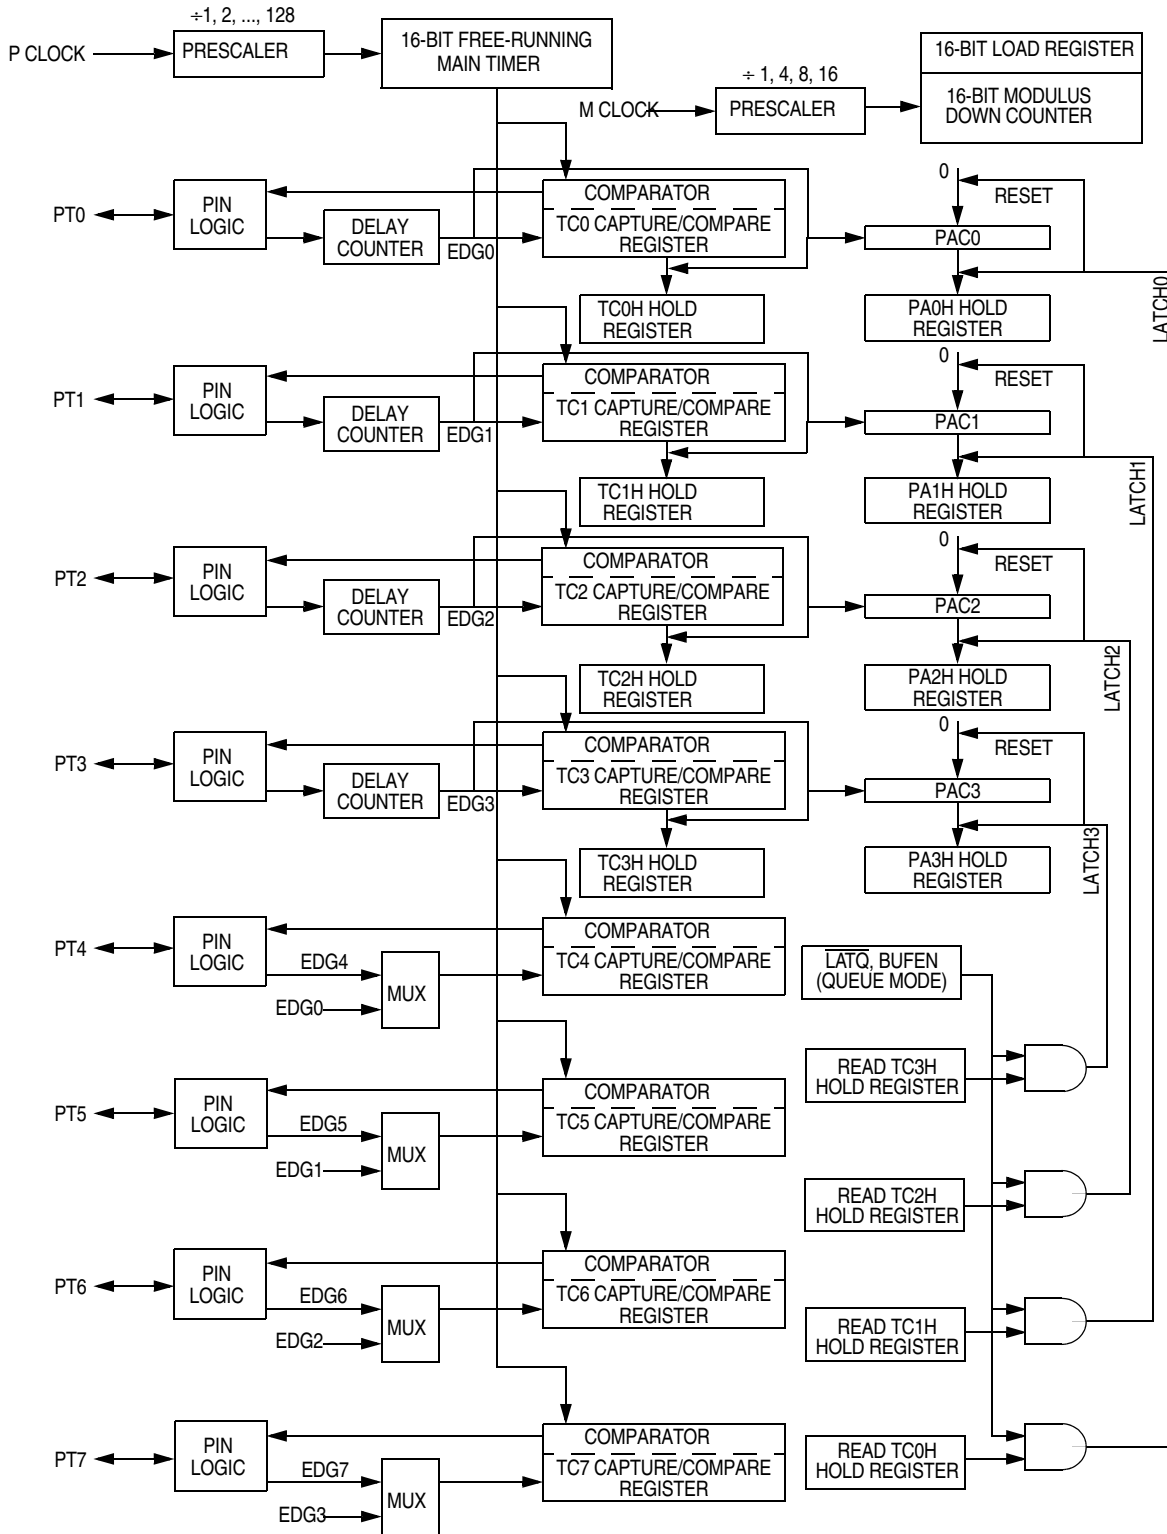 ÷1, 2, ..., 128
P CLOCK
PRESCALER
16-BIT FREE-RUNNING
MAIN TIMER
÷ 1, 4, 8, 16
M CLOCK
PRESCALER
16-BIT LOAD REGISTER
16-BIT MODULUS
DOWN COUNTER
PT0
PIN
LOGIC
DELAY
COUNTER
EDG0
COMPARATOR
TC0 CAPTURE/COMPARE
REGISTER
TC0H HOLD
REGISTER
0
RESET
PAC0
PA0H HOLD
REGISTER
LATCH0
PT1
PIN
LOGIC
DELAY
COUNTER
EDG1
COMPARATOR
TC1 CAPTURE/COMPARE
REGISTER
TC1H HOLD
REGISTER
0
RESET
PAC1
PA1H HOLD
REGISTER
LATCH1
PT2
PIN
LOGIC
DELAY
COUNTER
EDG2
COMPARATOR
TC2 CAPTURE/COMPARE
REGISTER
TC2H HOLD
REGISTER
0
RESET
PAC2
PA2H HOLD
REGISTER
LATCH2
PT3
PIN
LOGIC
DELAY
COUNTER
EDG3
COMPARATOR
TC3 CAPTURE/COMPARE
REGISTER
TC3H HOLD
REGISTER
0
RESET
PAC3
PA3H HOLD
REGISTER
LATCH3
PT4
PIN
LOGIC
EDG4
EDG0
MUX
COMPARATOR
TC4 CAPTURE/COMPARE
REGISTER
L̅A̅T̅Q̅, BUFEN
(QUEUE MODE)
READ TC3H
HOLD REGISTER
PT5
PIN
LOGIC
EDG5
EDG1
MUX
COMPARATOR
TC5 CAPTURE/COMPARE
REGISTER
READ TC2H
HOLD REGISTER
PT6
PIN
LOGIC
EDG6
EDG2
MUX
COMPARATOR
TC6 CAPTURE/COMPARE
REGISTER
READ TC1H
HOLD REGISTER
PT7
PIN
LOGIC
EDG7
EDG3
MUX
COMPARATOR
TC7 CAPTURE/COMPARE
REGISTER
READ TC0H
HOLD REGISTER